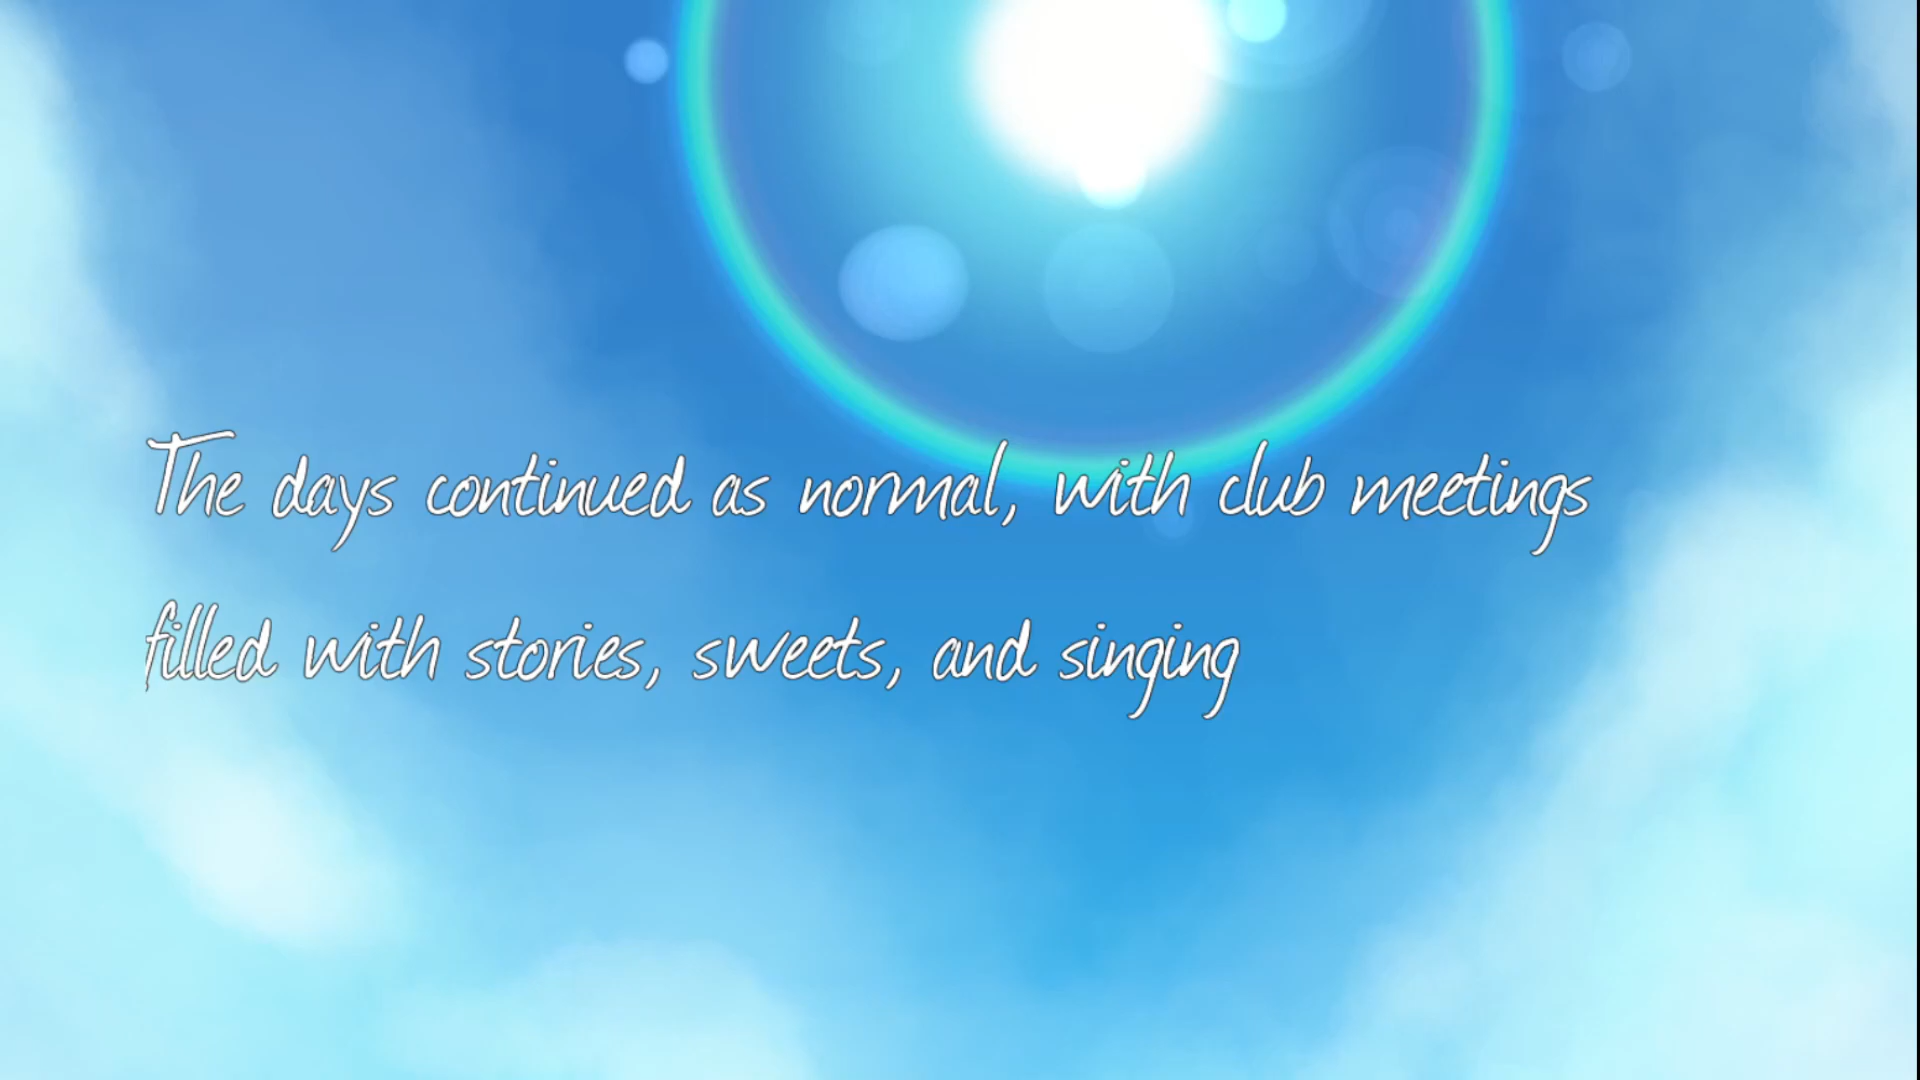 The days continued as normal, with club meetings
filled with stories, sweets, and singing